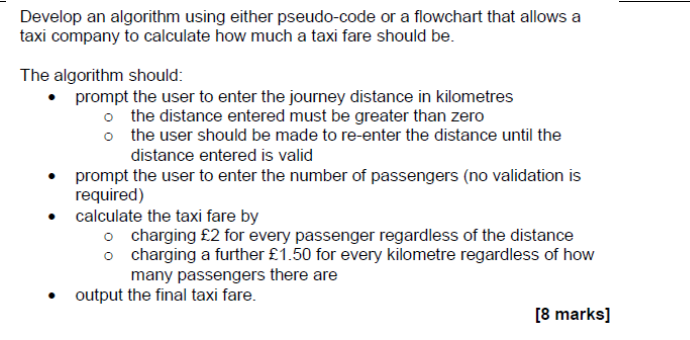 Develop an algorithm using either pseudo-code or a flowchart that allows a
taxi company to calculate how much a taxi fare should be.
The algorithm should:
• prompt the user to enter the journey distance in kilometres
o the distance entered must be greater than zero
o the user should be made to re-enter the distance until the
distance entered is valid
• prompt the user to enter the number of passengers (no validation is
required)
• calculate the taxi fare by
o charging £2 for every passenger regardless of the distance
o charging a further £1.50 for every kilometre regardless of how
many passengers there are
• output the final taxi fare.
[8 marks]